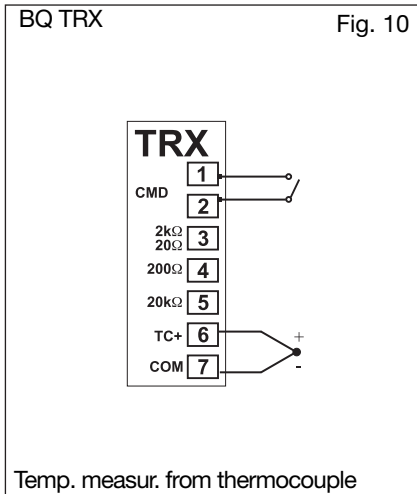 BQ TRX
Fig. 10
TRX
1
CMD
2
2kΩ
20Ω
3
200Ω 4
20kΩ 5
TC+ 6
+
-
COM 7
Temp. measur. from thermocouple